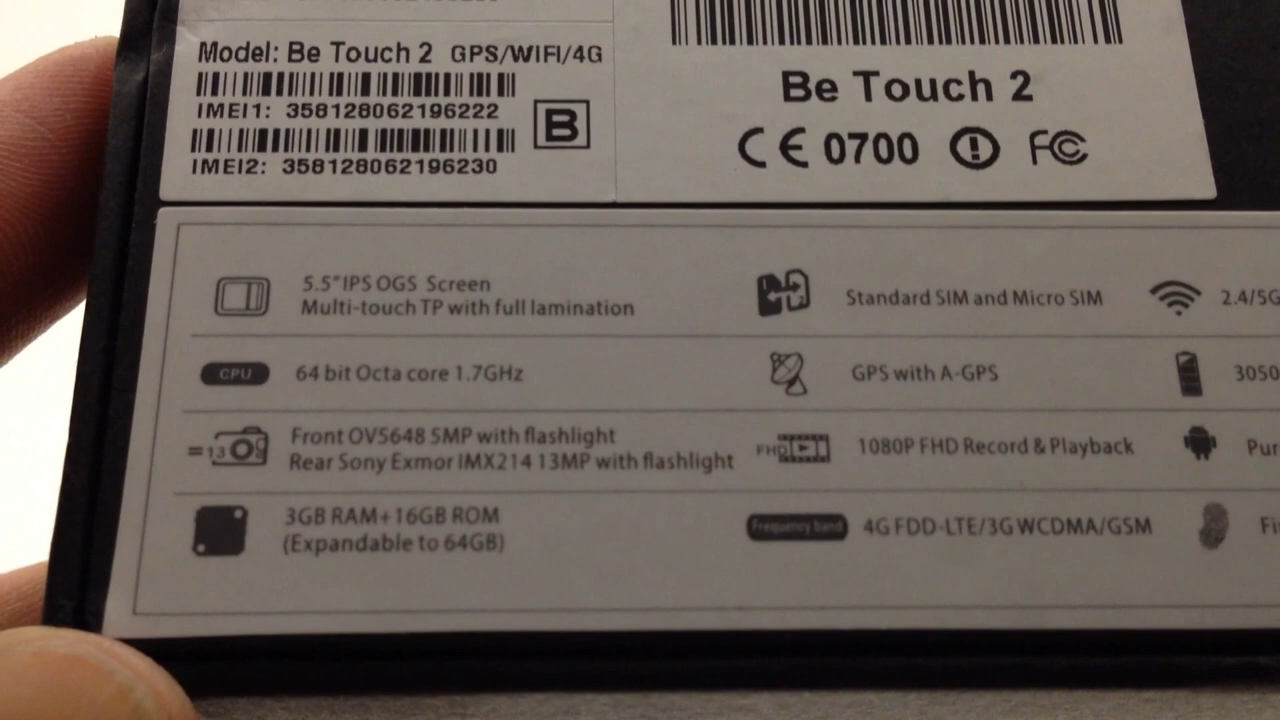 Model: Be Touch 2 GPS/WIFI/4G
IMEI1: 358128062196222
IMEI2: 358128062196230
B
Be Touch 2
CE 0700 FC
5.5" IPS OGS Screen
Multi-touch TP with full lamination
Standard SIM and Micro SIM
2.4/5G
CPU
64 bit Octa core 1.7GHz
GPS with A-GPS
3050
=13
Front OV5648 5MP with flashlight
Rear Sony Exmor IMX214 13MP with flashlight
FHD
1080P FHD Record & Playback
Pur
3GB RAM+16GB ROM
(Expandable to 64GB)
Frequency band
4G FDD-LTE/3G WCDMA/GSM
Fi